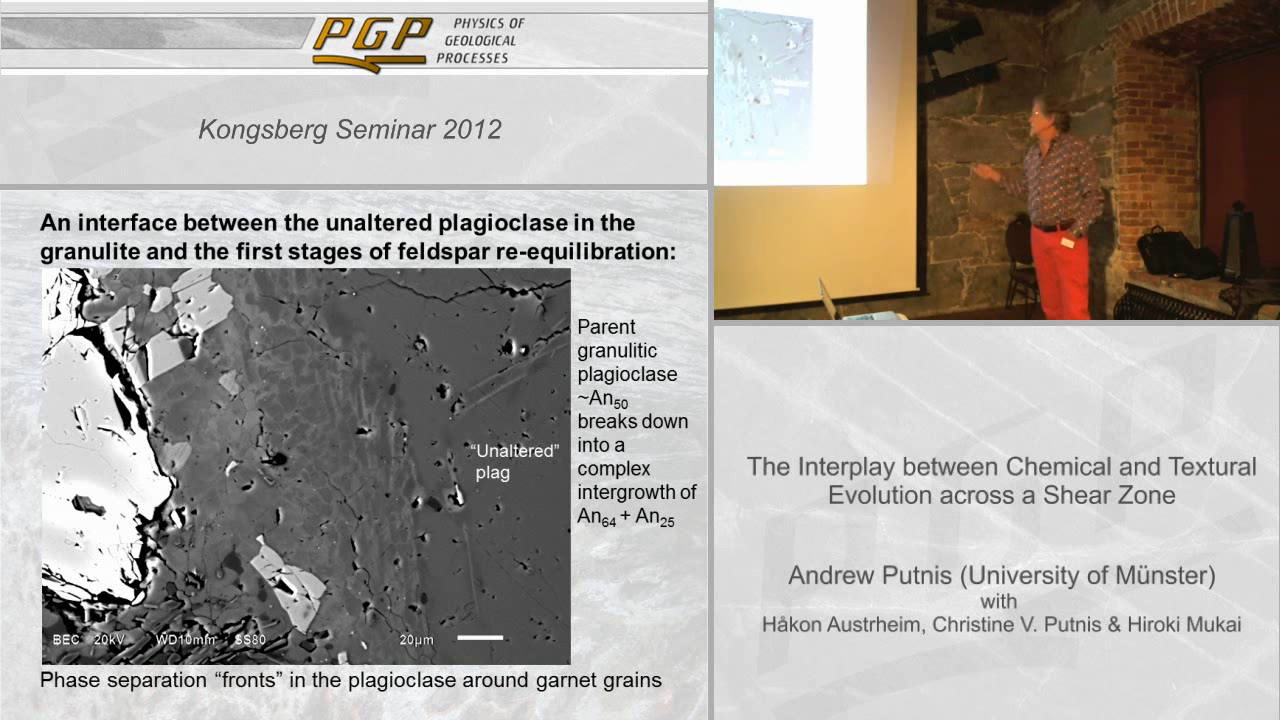 PGP
PHYSICS OF
GEOLOGICAL
PROCESSES
Kongsberg Seminar 2012
An interface between the unaltered plagioclase in the
granulite and the first stages of feldspar re-equilibration:
Parent
granulitic
plagioclase
~An50
breaks down
into a
complex
intergrowth of
An64 + An25
“Unaltered”
plag
BEC 20kV WD10mm SS80 20µm
Phase separation “fronts” in the plagioclase around garnet grains
The Interplay between Chemical and Textural
Evolution across a Shear Zone
Andrew Putnis (University of Münster)
with
Håkon Austrheim, Christine V. Putnis & Hiroki Mukai